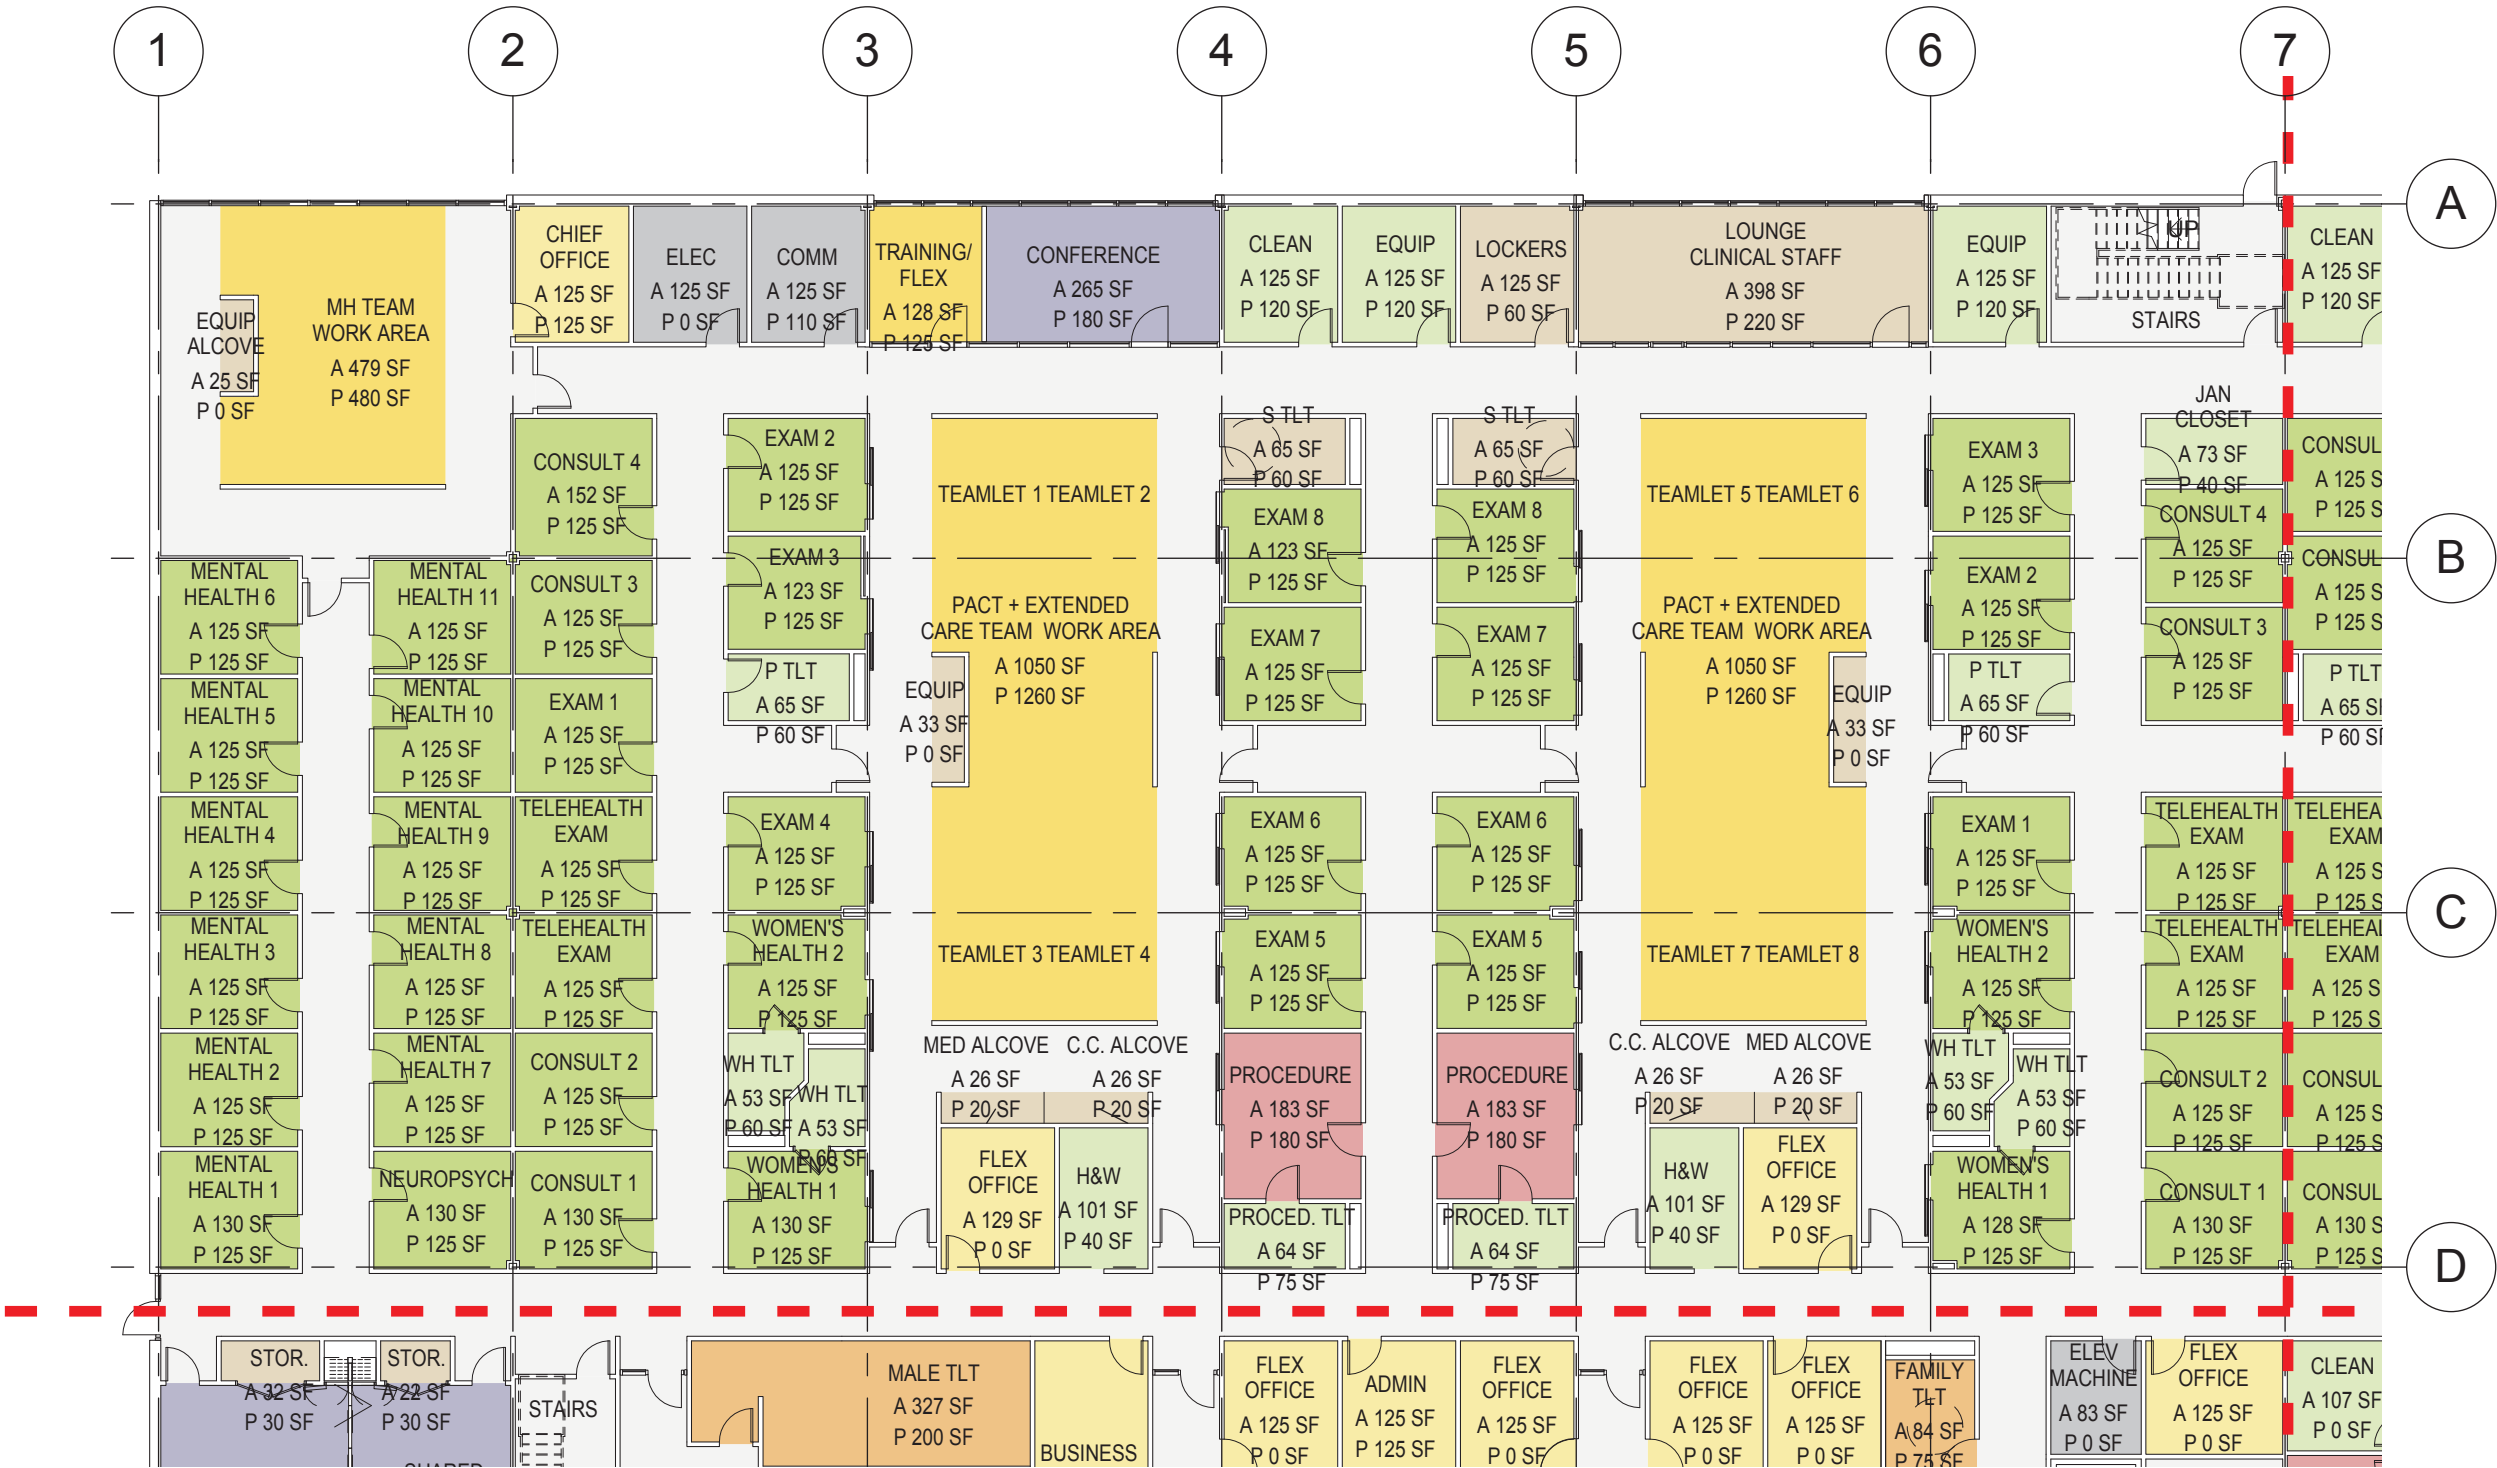 1
2
3
4
5
6
7
A
B
C
D
MH TEAM
WORK AREA
A 479 SF
P 480 SF
EQUIP
ALCOVE
A 25 SF
P 0 SF
CHIEF
OFFICE
A 125 SF
P 125 SF
ELEC
A 125 SF
P 0 SF
COMM
A 125 SF
P 110 SF
TRAINING/
FLEX
A 128 SF
P 125 SF
CONFERENCE
A 265 SF
P 180 SF
CLEAN
A 125 SF
P 120 SF
EQUIP
A 125 SF
P 120 SF
LOCKERS
A 125 SF
P 60 SF
LOUNGE
CLINICAL STAFF
A 398 SF
P 220 SF
EQUIP
A 125 SF
P 120 SF
UP
STAIRS
CLEAN
A 125 SF
P 120 SF
MENTAL
HEALTH 6
A 125 SF
P 125 SF
MENTAL
HEALTH 5
A 125 SF
P 125 SF
MENTAL
HEALTH 4
A 125 SF
P 125 SF
MENTAL
HEALTH 3
A 125 SF
P 125 SF
MENTAL
HEALTH 2
A 125 SF
P 125 SF
MENTAL
HEALTH 1
A 130 SF
P 125 SF
MENTAL
HEALTH 11
A 125 SF
P 125 SF
MENTAL
HEALTH 10
A 125 SF
P 125 SF
MENTAL
HEALTH 9
A 125 SF
P 125 SF
MENTAL
HEALTH 8
A 125 SF
P 125 SF
MENTAL
HEALTH 7
A 125 SF
P 125 SF
NEUROPSYCH
A 130 SF
P 125 SF
CONSULT 4
A 152 SF
P 125 SF
CONSULT 3
A 125 SF
P 125 SF
EXAM 1
A 125 SF
P 125 SF
TELEHEALTH
EXAM
A 125 SF
P 125 SF
TELEHEALTH
EXAM
A 125 SF
P 125 SF
CONSULT 2
A 125 SF
P 125 SF
CONSULT 1
A 130 SF
P 125 SF
EXAM 2
A 125 SF
P 125 SF
EXAM 3
A 123 SF
P 125 SF
P TLT
A 65 SF
P 60 SF
EXAM 4
A 125 SF
P 125 SF
WOMEN'S
HEALTH 2
A 125 SF
P 125 SF
WH TLT
A 53 SF
P 60 SF
WH TLT
A 53 SF
P 60 SF
WOMEN'S
HEALTH 1
A 130 SF
P 125 SF
TEAMLET 1 TEAMLET 2
PACT + EXTENDED
CARE TEAM WORK AREA
A 1050 SF
P 1260 SF
EQUIP
A 33 SF
P 0 SF
TEAMLET 3 TEAMLET 4
MED ALCOVE
A 26 SF
P 20 SF
C.C. ALCOVE
A 26 SF
P 20 SF
FLEX
OFFICE
A 129 SF
P 0 SF
H&W
A 101 SF
P 40 SF
S TLT
A 65 SF
P 60 SF
EXAM 8
A 123 SF
P 125 SF
EXAM 7
A 125 SF
P 125 SF
EXAM 6
A 125 SF
P 125 SF
EXAM 5
A 125 SF
P 125 SF
PROCEDURE
A 183 SF
P 180 SF
PROCED. TLT
A 64 SF
P 75 SF
S TLT
A 65 SF
P 60 SF
EXAM 8
A 125 SF
P 125 SF
EXAM 7
A 125 SF
P 125 SF
EXAM 6
A 125 SF
P 125 SF
EXAM 5
A 125 SF
P 125 SF
PROCEDURE
A 183 SF
P 180 SF
PROCED. TLT
A 64 SF
P 75 SF
TEAMLET 5 TEAMLET 6
PACT + EXTENDED
CARE TEAM WORK AREA
A 1050 SF
P 1260 SF
EQUIP
A 33 SF
P 0 SF
TEAMLET 7 TEAMLET 8
C.C. ALCOVE
A 26 SF
P 20 SF
MED ALCOVE
A 26 SF
P 20 SF
H&W
A 101 SF
P 40 SF
FLEX
OFFICE
A 129 SF
P 0 SF
EXAM 3
A 125 SF
P 125 SF
EXAM 2
A 125 SF
P 125 SF
P TLT
A 65 SF
P 60 SF
EXAM 1
A 125 SF
P 125 SF
WOMEN'S
HEALTH 2
A 125 SF
P 125 SF
WH TLT
A 53 SF
P 60 SF
WH TLT
A 53 SF
P 60 SF
WOMEN'S
HEALTH 1
A 128 SF
P 125 SF
JAN
CLOSET
A 73 SF
P 40 SF
CONSULT 4
A 125 SF
P 125 SF
CONSULT 3
A 125 SF
P 125 SF
TELEHEALTH
EXAM
A 125 SF
P 125 SF
TELEHEALTH
EXAM
A 125 SF
P 125 SF
CONSULT 2
A 125 SF
P 125 SF
CONSULT 1
A 130 SF
P 125 SF
CONSUL
A 125 S
P 125 S
CONSUL
A 125 S
P 125 S
P TLT
A 65 SF
P 60 SF
TELEHEA
EXAM
A 125 S
P 125 S
TELEHEAL
EXAM
A 125 S
P 125 S
CONSUL
A 125 S
P 125 S
CONSUL
A 130 S
P 125 S
STOR.
A 32 SF
P 30 SF
STOR.
A 22 SF
P 30 SF
SHARED
STAIRS
MALE TLT
A 327 SF
P 200 SF
BUSINESS
FLEX
OFFICE
A 125 SF
P 0 SF
ADMIN
A 125 SF
P 125 SF
FLEX
OFFICE
A 125 SF
P 0 SF
FLEX
OFFICE
A 125 SF
P 0 SF
FLEX
OFFICE
A 125 SF
P 0 SF
FAMILY
TLT
A 84 SF
P 75 SF
ELEV
MACHINE
A 83 SF
P 0 SF
FLEX
OFFICE
A 125 SF
P 0 SF
CLEAN
A 107 SF
P 0 SF